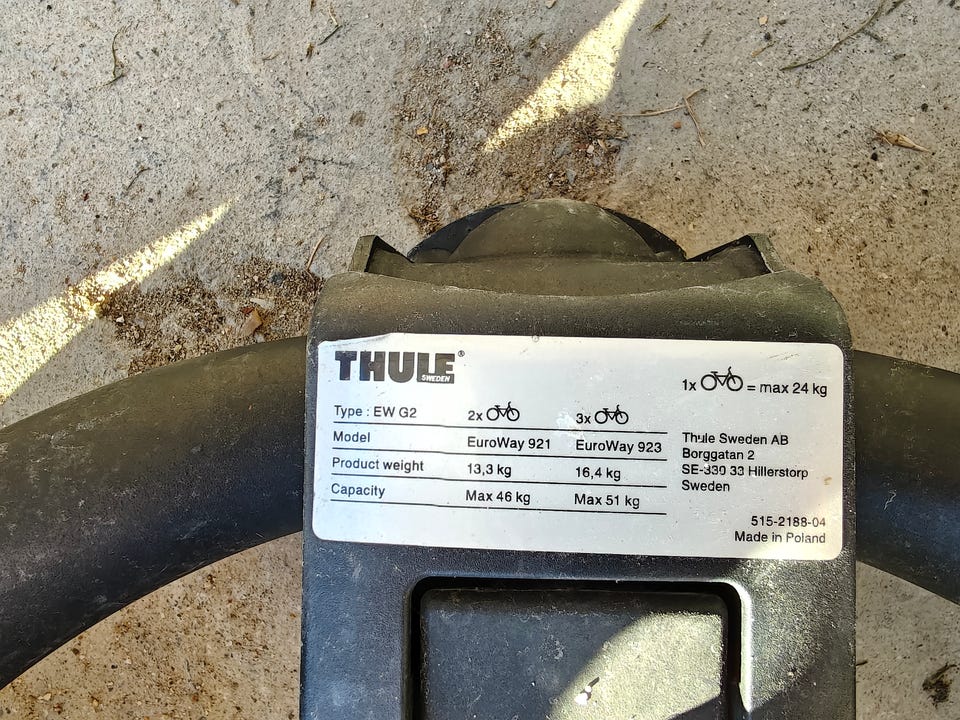 THULE®
SWEDEN
1x = max 24 kg
Type : EW G2 2x 3x
Model EuroWay 921 EuroWay 923
Product weight 13,3 kg 16,4 kg
Capacity Max 46 kg Max 51 kg
Thule Sweden AB
Borggatan 2
SE-330 33 Hillerstorp
Sweden
515-2188-04
Made in Poland